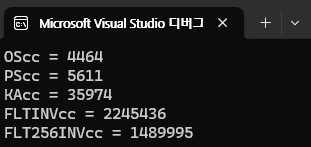 Microsoft Visual Studio 디버그
OScc = 4464
PScc = 5611
KAcc = 35974
FLTINVcc = 2245436
FLT256INVcc = 1489995